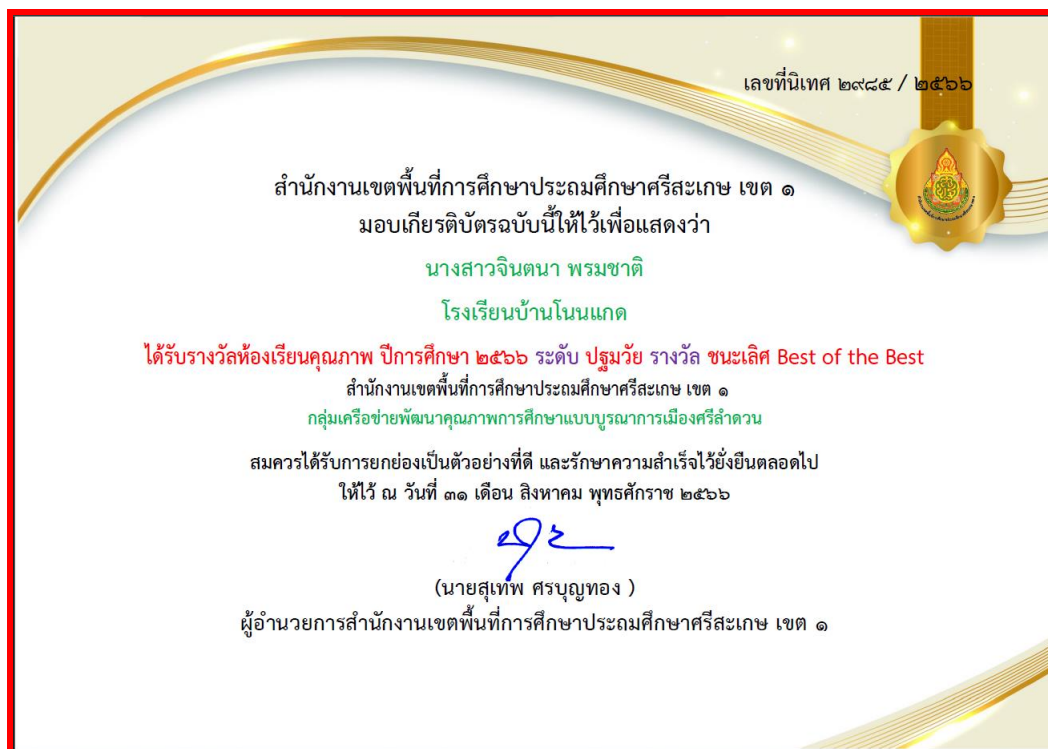 เลขที่นิเทศ ๒๙๘๕ / ๒๕๖๖
สำนักงานเขตพื้นที่การศึกษาประถมศึกษาศรีสะเกษ เขต ๑
มอบเกียรติบัตรฉบับนี้ให้ไว้เพื่อแสดงว่า
นางสาวจินตนา พรมชาติ
โรงเรียนบ้านโนนแกด
ได้รับรางวัลห้องเรียนคุณภาพ ปีการศึกษา ๒๕๖๖ ระดับ ปฐมวัย รางวัล ชนะเลิศ Best of the Best
สำนักงานเขตพื้นที่การศึกษาประถมศึกษาศรีสะเกษ เขต ๑
กลุ่มเครือข่ายพัฒนาคุณภาพการศึกษาแบบบูรณาการเมืองศรีลำดวน
สมควรได้รับการยกย่องเป็นตัวอย่างที่ดี และรักษาความสำเร็จไว้ยั่งยืนตลอดไป
ให้ไว้ ณ วันที่ ๓๑ เดือน สิงหาคม พุทธศักราช ๒๕๖๖
(นายสุเทพ ศรบุญทอง )
ผู้อำนวยการสำนักงานเขตพื้นที่การศึกษาประถมศึกษาศรีสะเกษ เขต ๑